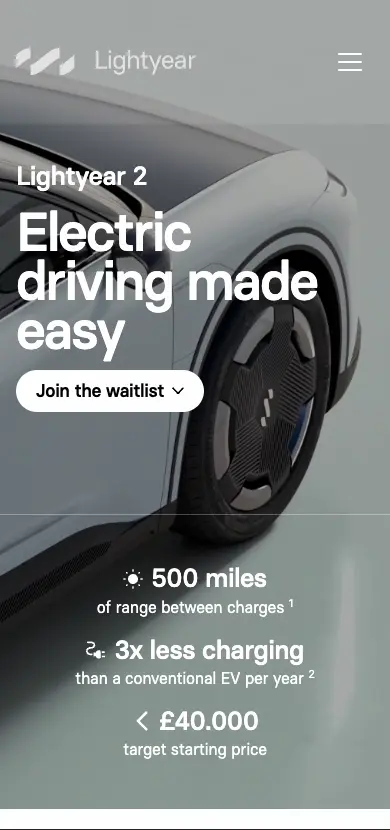 Lightyear
Lightyear 2
Electric
driving made
easy
Join the waitlist
500 miles
of range between charges 1
3x less charging
than a conventional EV per year 2
< £40.000
target starting price